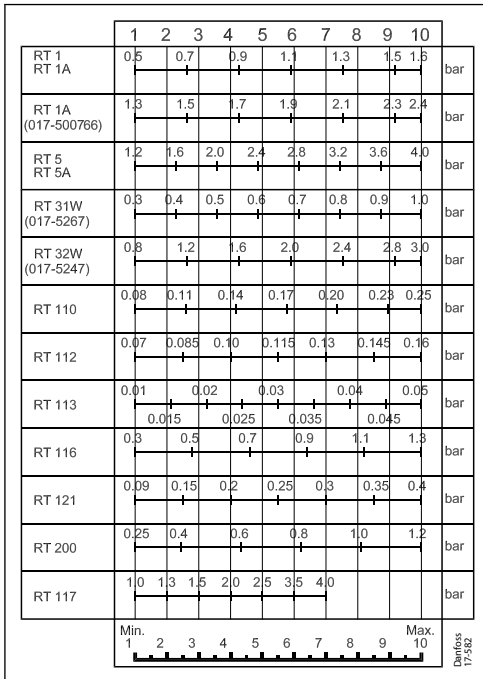 1 2 3 4 5 6 7 8 9 10
RT 1
RT 1A
0.5 0.7 0.9 1.1 1.3 1.5 1.6
bar
RT 1A
(017-500766)
1.3 1.5 1.7 1.9 2.1 2.3 2.4
bar
RT 5
RT 5A
1.2 1.6 2.0 2.4 2.8 3.2 3.6 4.0
bar
RT 31W
(017-5267)
0.3 0.4 0.5 0.6 0.7 0.8 0.9 1.0
bar
RT 32W
(017-5247)
0.8 1.2 1.6 2.0 2.4 2.8 3.0
bar
RT 110
0.08 0.11 0.14 0.17 0.20 0.23 0.25
bar
RT 112
0.07 0.085 0.10 0.115 0.13 0.145 0.16
bar
RT 113
0.01 0.02 0.03 0.04 0.05
0.015 0.025 0.035 0.045
bar
RT 116
0.3 0.5 0.7 0.9 1.1 1.3
bar
RT 121
0.09 0.15 0.2 0.25 0.3 0.35 0.4
bar
RT 200
0.25 0.4 0.6 0.8 1.0 1.2
bar
RT 117
1.0 1.3 1.5 2.0 2.5 3.5 4.0
bar
Min. Max.
1 2 3 4 5 6 7 8 9 10
Danfoss
17-582